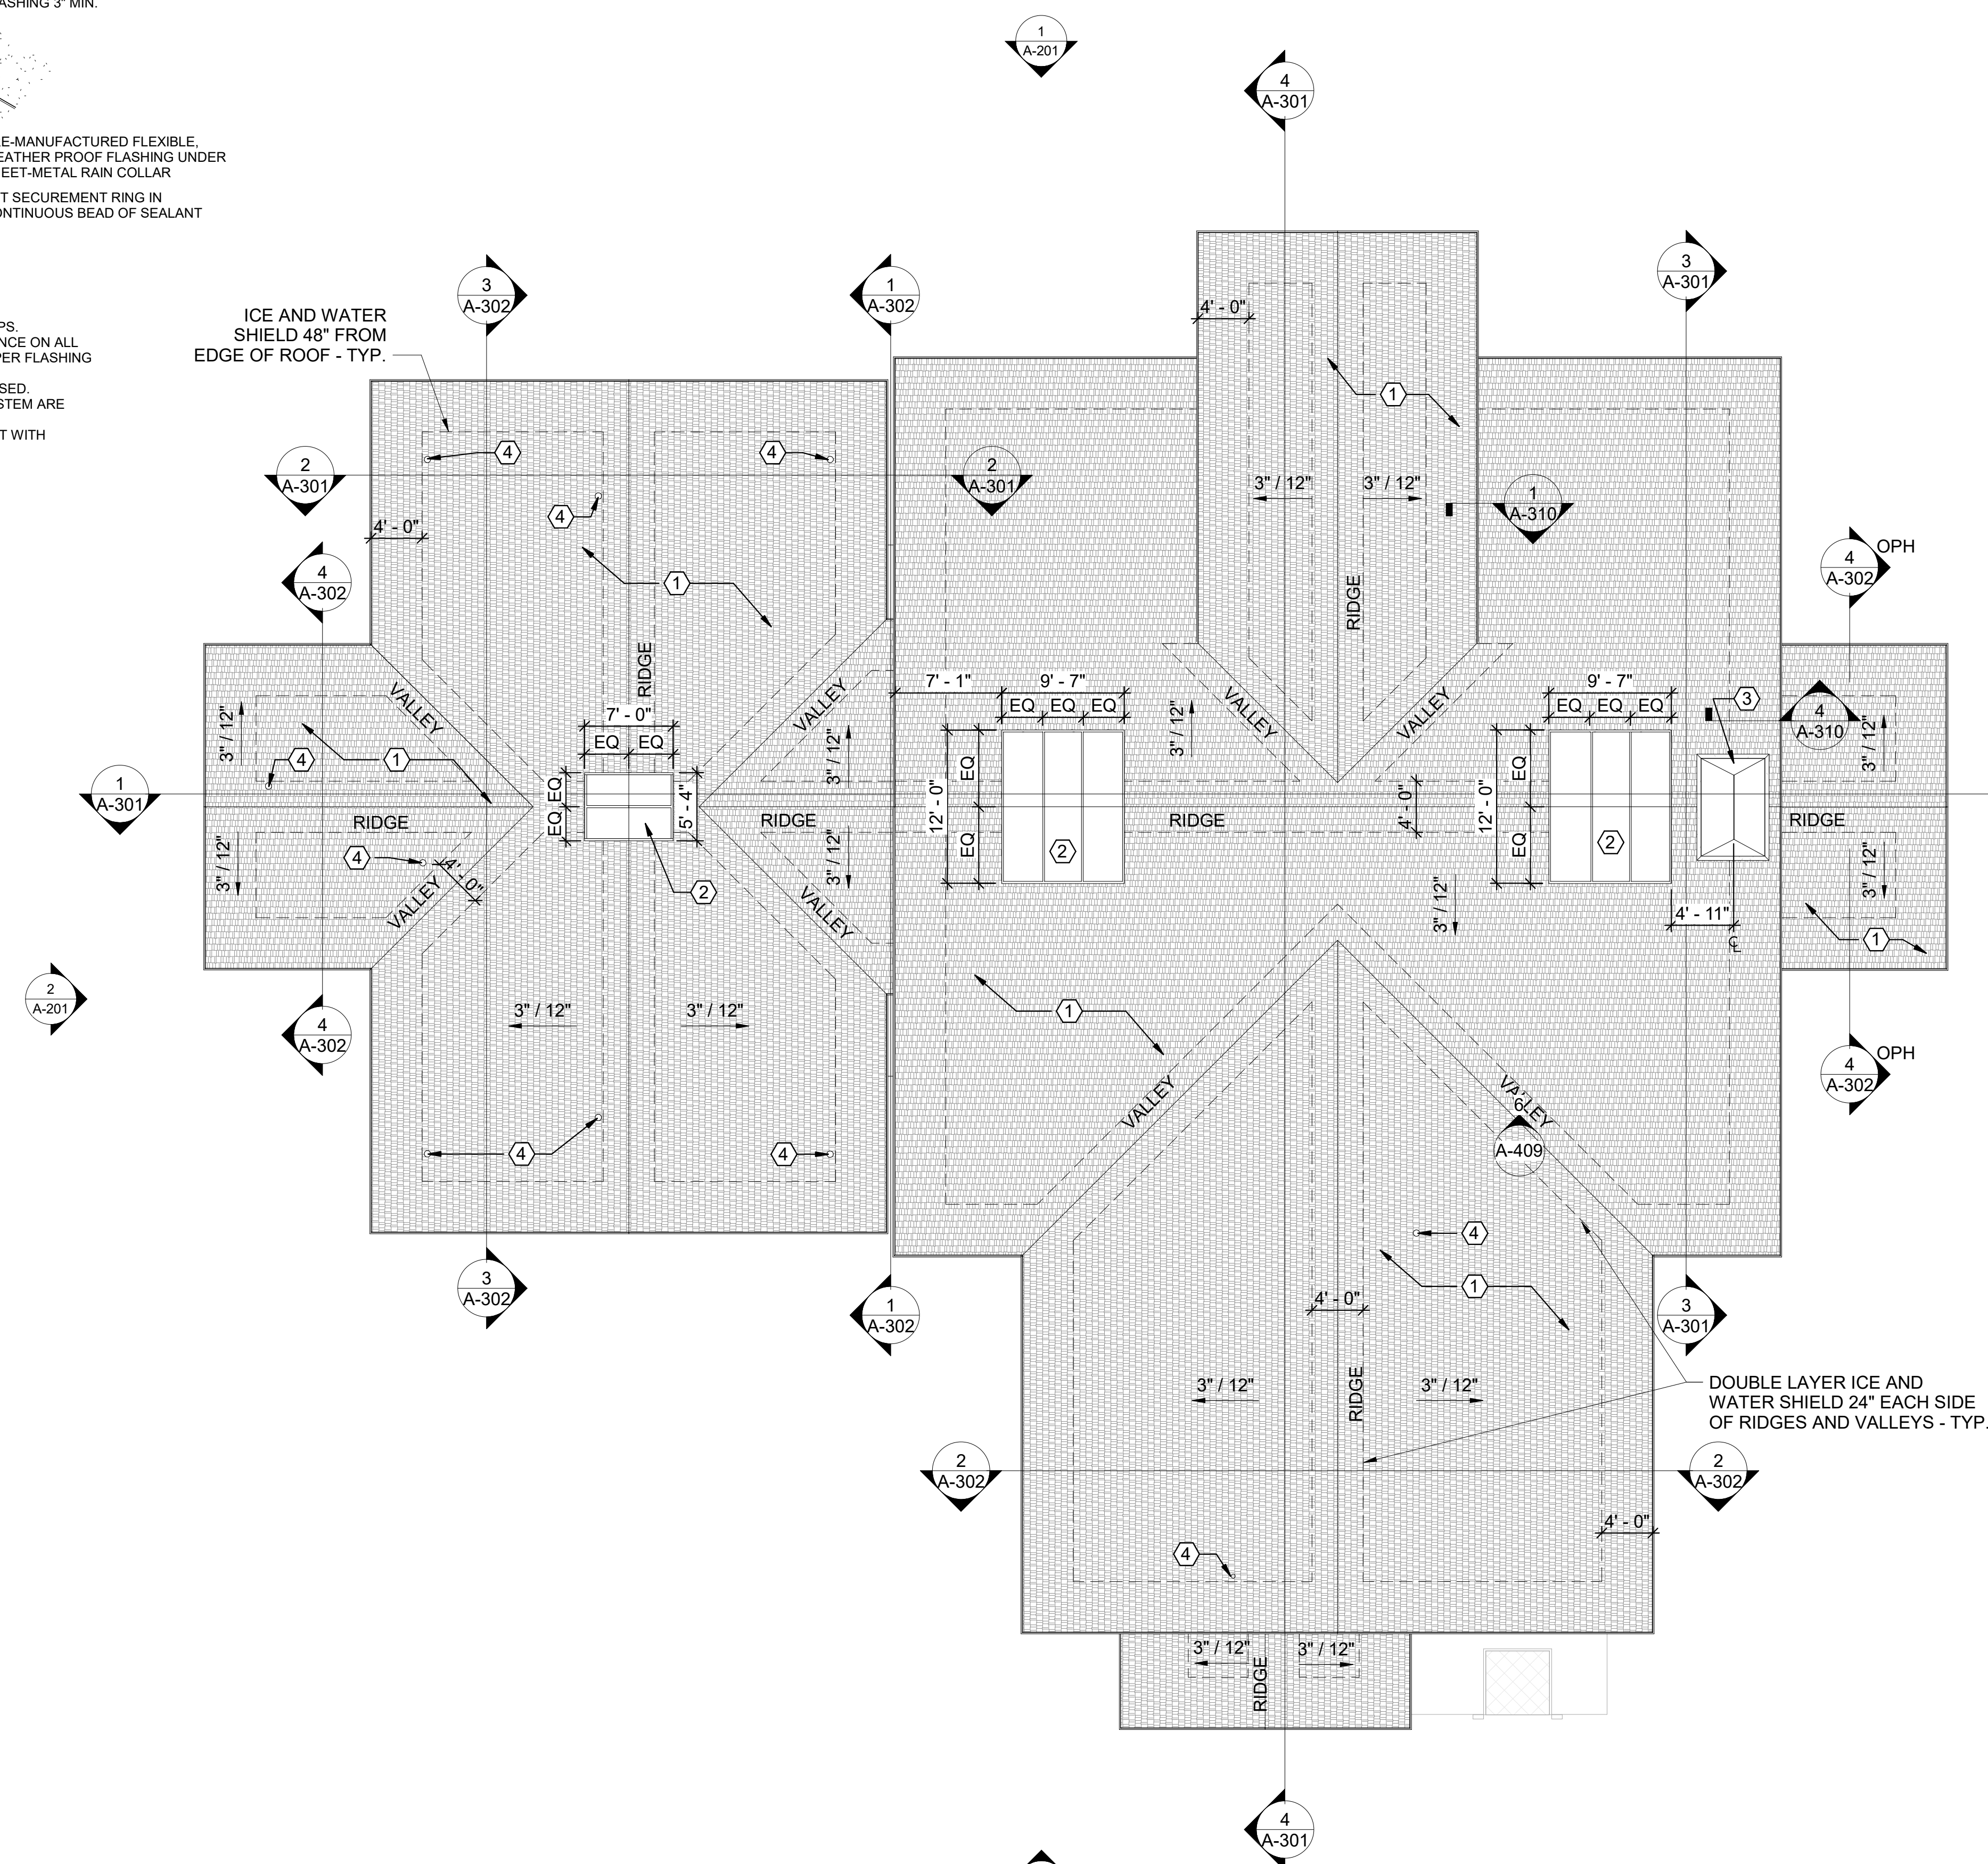 ASHING 3" MIN.
1
A-201
4
A-301
E-MANUFACTURED FLEXIBLE,
EATHER PROOF FLASHING UNDER
EET-METAL RAIN COLLAR
T SECUREMENT RING IN
ONTINUOUS BEAD OF SEALANT
3
A-302
1
A-302
3
A-301
PS.
NCE ON ALL
PER FLASHING
SED.
STEM ARE
T WITH
ICE AND WATER
SHIELD 48" FROM
EDGE OF ROOF - TYP.
4' - 0"
1
4
4
2
A-301
2
A-301
3" / 12"
3" / 12"
1
A-310
4
4' - 0"
4
A-302
1
RIDGE
4
A-302
OPH
RIDGE
VALLEY
VALLEY
7' - 1"
9' - 7"
EQ
EQ
EQ
3" / 12"
VALLEY
VALLEY
9' - 7"
EQ
EQ
EQ
3
4
A-310
3" / 12"
3" / 12"
4
1
7' - 0"
EQ
EQ
3" / 12"
1
A-301
EQ
EQ
5' - 4"
12' - 0"
EQ
EQ
4' - 0"
12' - 0"
EQ
EQ
RIDGE
RIDGE
RIDGE
RIDGE
3" / 12"
4
4' - 0"
VALLEY
2
3" / 12"
VALLEY
2
2
3" / 12"
4' - 11"
CL
3" / 12"
1
2
A-201
4
A-302
3" / 12"
3" / 12"
1
VALLEY
VALLEY
6
A-409
4
A-302
OPH
4
4
4
3
A-302
1
A-302
4' - 0"
1
3
A-301
3" / 12"
RIDGE
3" / 12"
DOUBLE LAYER ICE AND
WATER SHIELD 24" EACH SIDE
OF RIDGES AND VALLEYS - TYP.
2
A-302
2
A-302
4' - 0"
4
3" / 12"
RIDGE
3" / 12"
4
A-301